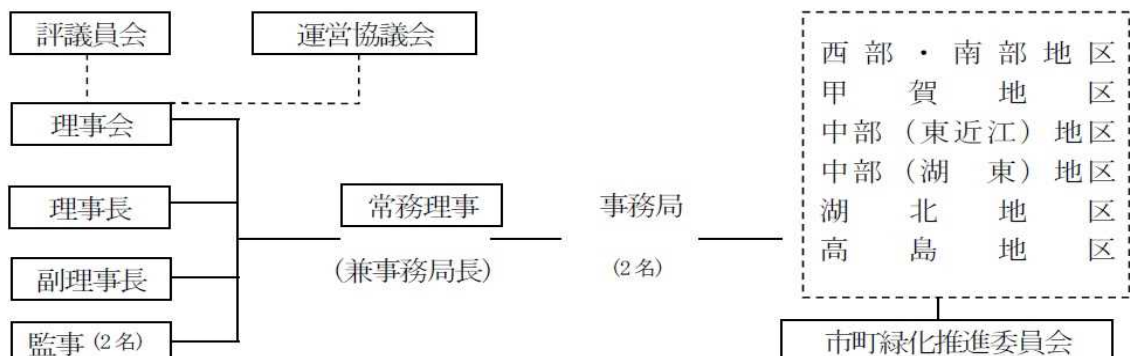 評議員会
運営協議会
理事会
理事長
副理事長
監事(2名)
常務理事
(兼事務局長)
事務局
(2名)
西部・南部地区
甲賀地区
中部(東近江)地区
中部(湖東)地区
湖北地区
高島地区
市町緑化推進委員会